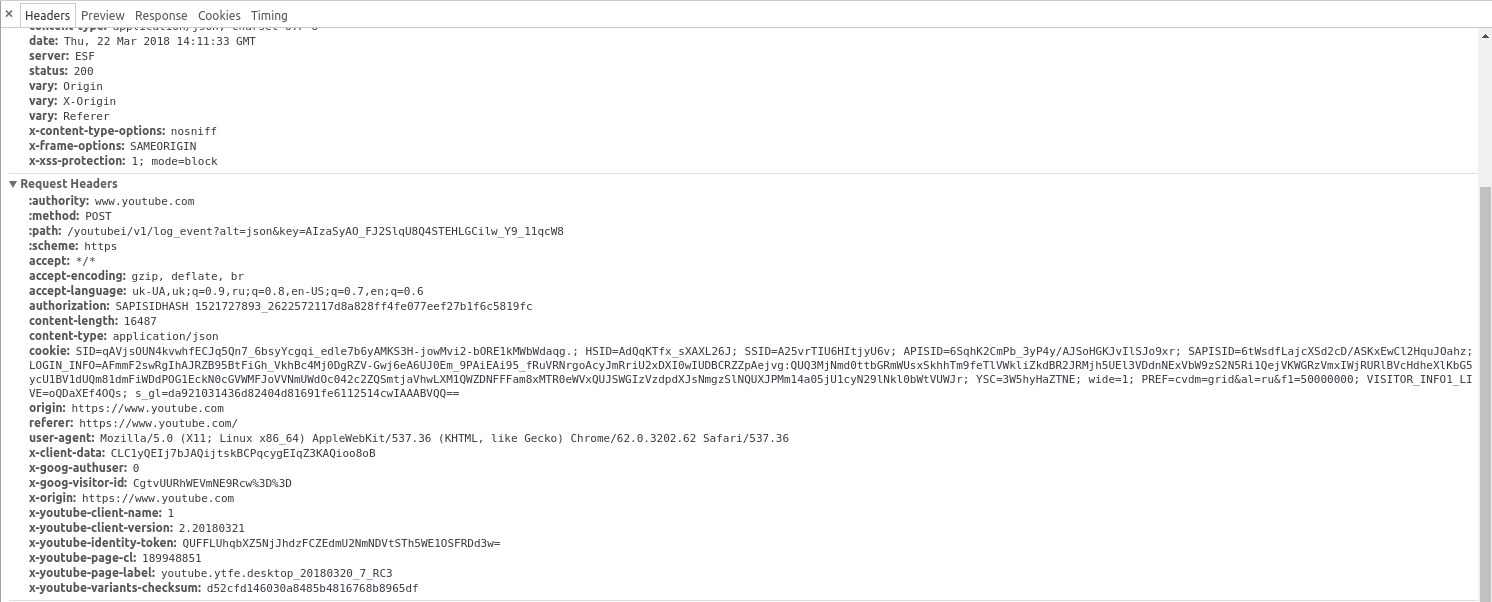 × Headers Preview Response Cookies Timing
date: Thu, 22 Mar 2018 14:11:33 GMT
server: ESF
status: 200
vary: Origin
vary: X-Origin
vary: Referer
x-content-type-options: nosniff
x-frame-options: SAMEORIGIN
x-xss-protection: 1; mode=block
▼ Request Headers
:authority: www.youtube.com
:method: POST
:path: /youtubei/v1/log_event?alt=json&key=AIzaSyAO_FJ2SlqU8Q4STEHLGCilw_Y9_11qcW8
:scheme: https
accept: */*
accept-encoding: gzip, deflate, br
accept-language: uk-UA,uk;q=0.9,ru;q=0.8,en-US;q=0.7,en;q=0.6
authorization: SAPISIDHASH 1521727893_2622572117d8a828ff4fe077eef27b1f6c5819fc
content-length: 16487
content-type: application/json
cookie: SID=qAVjsOUN4kvwhfECJq5Qn7_6bsyYcgqi_edle7b6yAMKS3H-jowMvi2-bORE1kMWbWdaqg.; HSID=AdQqKTfx_sXAXL26J; SSID=A25vrTIU6HItjyU6v; APISID=6SqhK2CmPb_3yP4y/AJSoHGKJvIlSJo9xr; SAPISID=6tWsdfLajcXSd2cD/ASKxEwCl2HquJOahz;
LOGIN_INFO=AFmmF2swRgIhAJRZB95BtFiGh_VkhBc4Mj0DgRZV-Gwj6eA6UJ0Em_9PAiEAi95_fRuVRNrgoAcyJmRriU2xDXI0wIUDBCRZZpAejvg:QUQ3MjNmd0ttbGRmWUsxSkhhTm9feTlVWkliZkdBR2JRMjh5UEl3VDdnNExVbW9zS2N5Ri1QejVKWGRzVmxIWjRURlBVcHdheXlKbG5
ycU1BV1dUQm81dmFiWDdPOG1EckN0cGVWMFJoVVNmUWdOc042c2ZQSmtjaVhwLXM1QWZDNFFFam8xMTR0eWVxQUJSWGIzVzdpdXJsNmgzSlNQUXJPMm14a05jU1cyN29lNkl0bWtVUWJr; YSC=3W5hyHaZTNE; wide=1; PREF=cvdm=grid&al=ru&f1=50000000; VISITOR_INFO1_LI
VE=oQDaXEf4OQs; s_gl=da921031436d82404d81691fe6112514cwIAAABVQQ==
origin: https://www.youtube.com
referer: https://www.youtube.com/
user-agent: Mozilla/5.0 (X11; Linux x86_64) AppleWebKit/537.36 (KHTML, like Gecko) Chrome/62.0.3202.62 Safari/537.36
x-client-data: CLC1yQEIj7bJAQijtskBCPqcygEIqZ3KAQioo8oB
x-goog-authuser: 0
x-goog-visitor-id: CgtvUURhWEVmNE9Rcw%3D%3D
x-origin: https://www.youtube.com
x-youtube-client-name: 1
x-youtube-client-version: 2.20180321
x-youtube-identity-token: QUFFLUhqbXZ5NjJhdzFCZEdmU2NmNDVtSTh5WE1OSFRDd3w=
x-youtube-page-cl: 189948851
x-youtube-page-label: youtube.ytfe.desktop_20180320_7_RC3
x-youtube-variants-checksum: d52cfd146030a8485b4816768b8965df